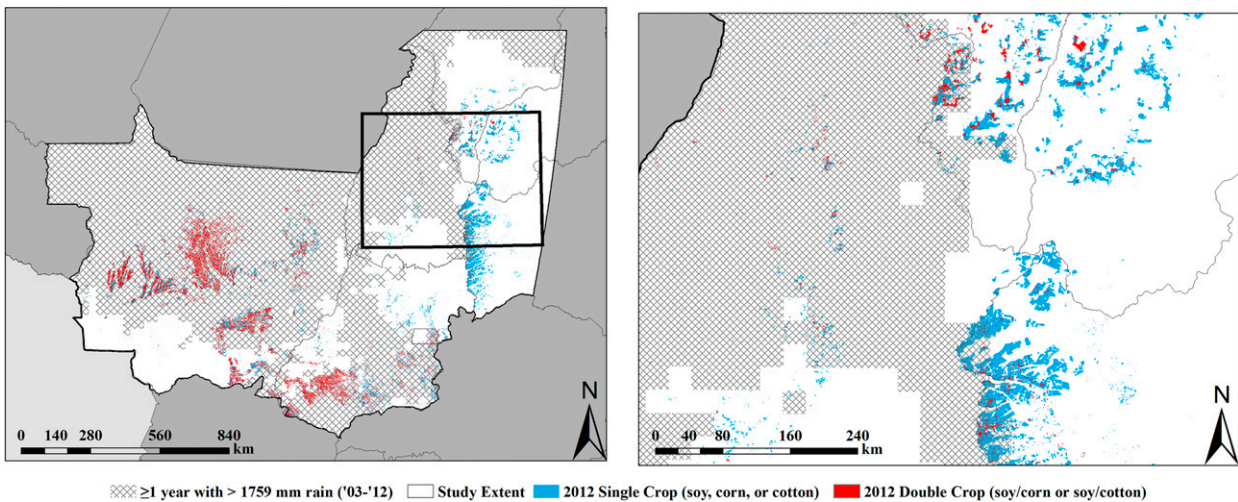 N
0 140 280 560 840
km
N
0 40 80 160 240
km
≥1 year with > 1759 mm rain ('03-'12) Study Extent 2012 Single Crop (soy, corn, or cotton) 2012 Double Crop (soy/corn or soy/cotton)